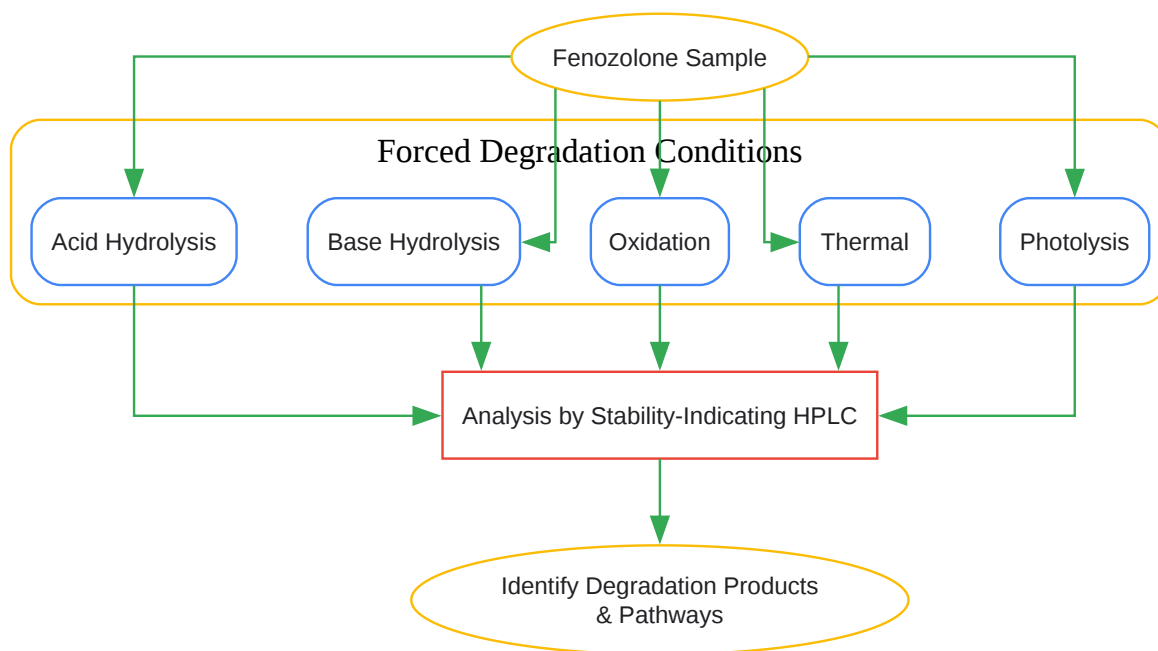 Fenozolone Sample
Forced Degradation Conditions
Acid Hydrolysis
Base Hydrolysis
Oxidation
Thermal
Photolysis
Analysis by Stability-Indicating HPLC
Identify Degradation Products
& Pathways